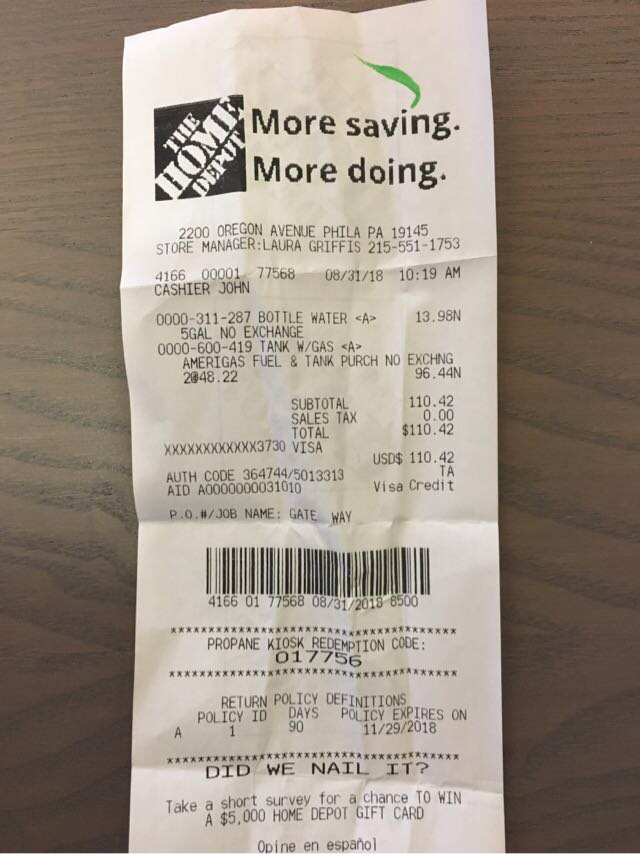 THE
HOME
DEPOT
More saving.
More doing.
2200 OREGON AVENUE PHILA PA 19145
STORE MANAGER:LAURA GRIFFIS 215-551-1753
4166 00001 77568 08/31/18 10:19 AM
CASHIER JOHN
0000-311-287 BOTTLE WATER <A> 13.98N
5GAL NO EXCHANGE
0000-600-419 TANK W/GAS <A>
AMERIGAS FUEL & TANK PURCH NO EXCHNG
2@48.22 96.44N
SUBTOTAL 110.42
SALES TAX 0.00
TOTAL $110.42
XXXXXXXXXXXX3730 VISA
USD$ 110.42
AUTH CODE 364744/5013313 TA
AID A0000000031010 Visa Credit
P.O.#/JOB NAME: GATE WAY
4166 01 77568 08/31/2018 8500
*******************************************
PROPANE KIOSK REDEMPTION CODE:
017756
*******************************************
RETURN POLICY DEFINITIONS
POLICY ID DAYS POLICY EXPIRES ON
A 1 90 11/29/2018
*******************************************
DID WE NAIL IT?
Take a short survey for a chance TO WIN
A $5,000 HOME DEPOT GIFT CARD
Opine en español